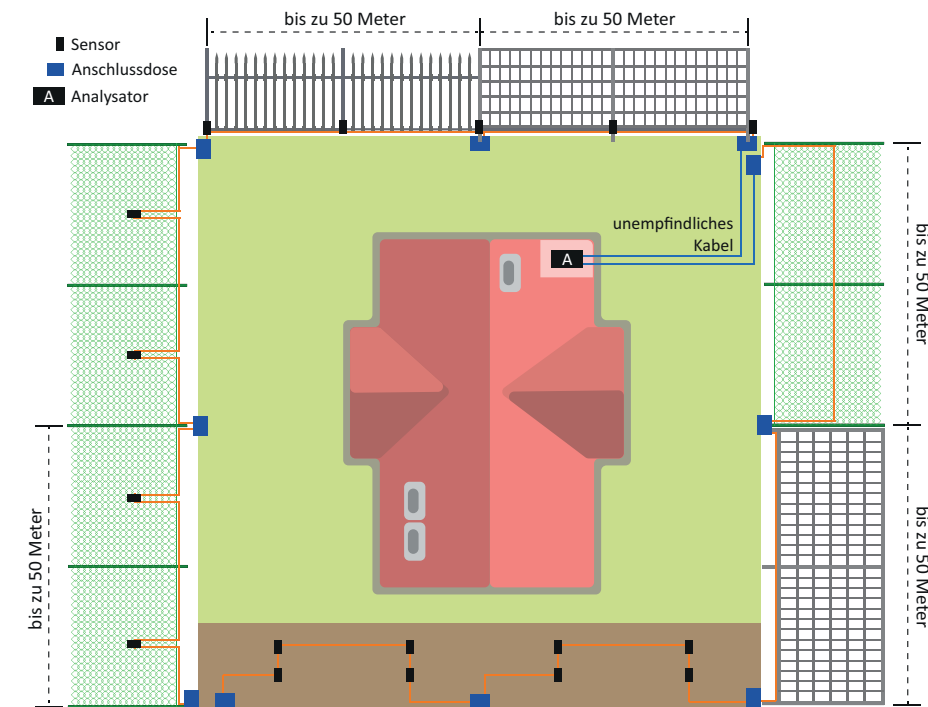 bis zu 50 Meter
bis zu 50 Meter
Sensor
Anschlussdose
A Analysator
unempfindliches
Kabel
A
bis zu 50 Meter
bis zu 50 Meter
bis zu 50 Meter